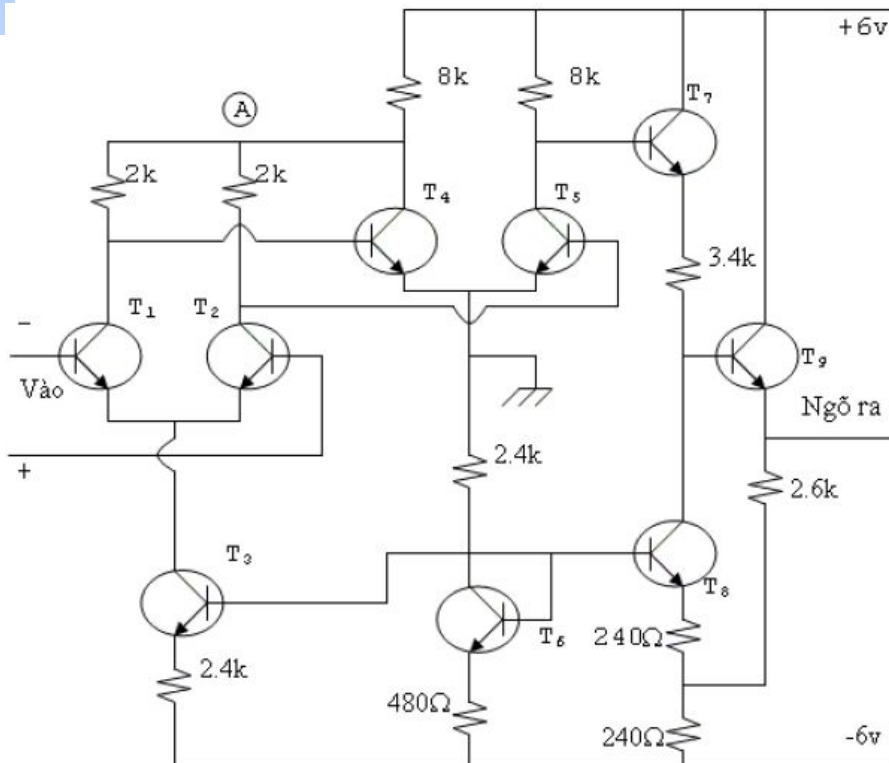 +6v
8k
8k
T₇
A
2k
2k
T₄
T₅
3.4k
T₁
T₂
−
T₉
Vào
Ngõ ra
+
2.4k
2.6k
T₃
T₈
T₆
240Ω
2.4k
480Ω
240Ω
-6v